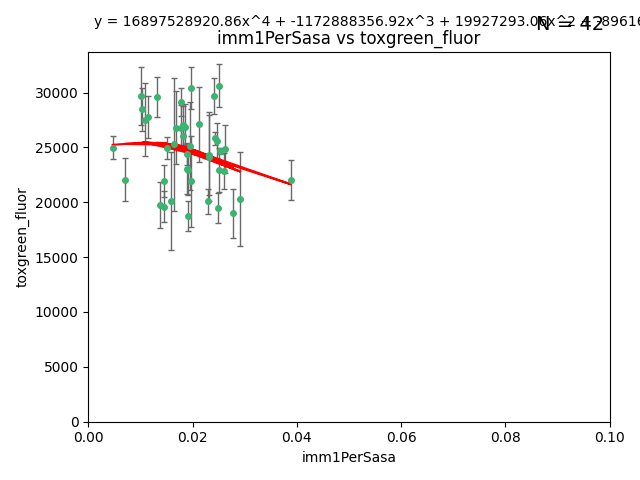 y = 16897528920.86x^4 + -1172888356.92x^3 + 19927293.06x^2 +
N = 42
imm1PerSasa vs toxgreen_fluor
toxgreen_fluor
30000
25000
20000
15000
10000
5000
0
0.00
0.02
0.04
0.06
0.08
0.10
imm1PerSasa